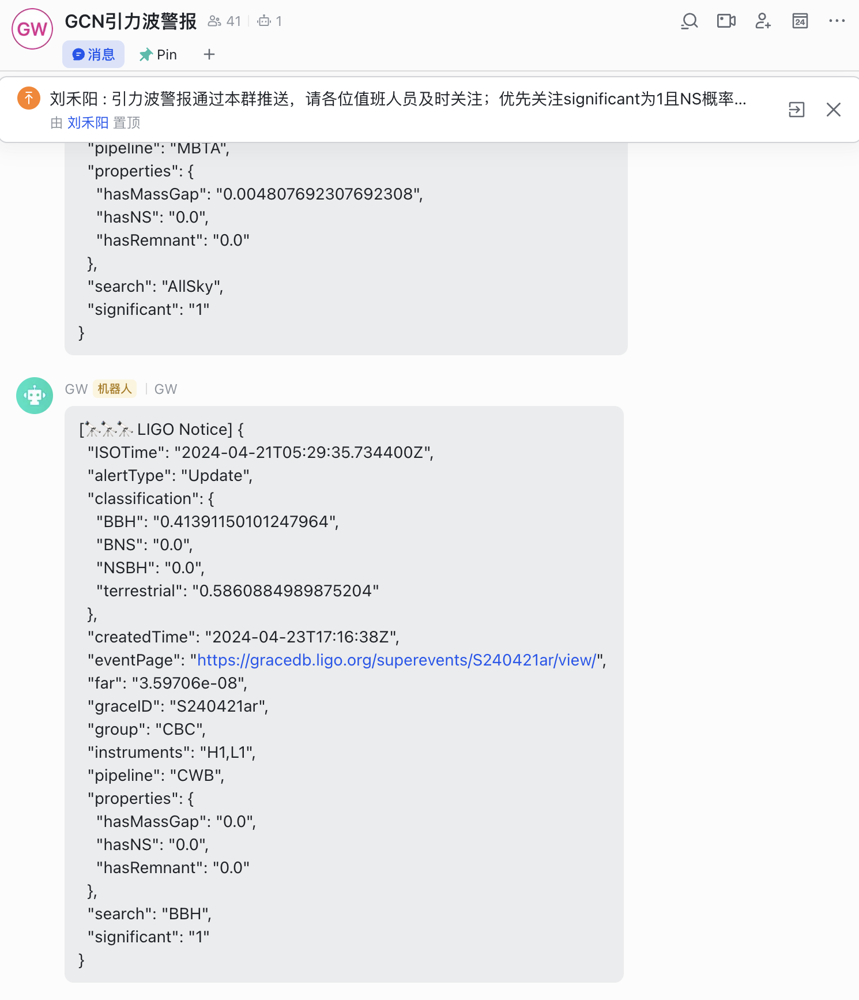 GW
GCN引力波警报 41 1
24
消息 Pin
刘禾阳 : 引力波警报通过本群推送，请各位值班人员及时关注；优先关注significant为1且NS概率...
由 刘禾阳 置顶
"pipeline": "MBTA",
"properties": {
"hasMassGap": "0.004807692307692308",
"hasNS": "0.0",
"hasRemnant": "0.0"
},
"search": "AllSky",
"significant": "1"
}
GW 机器人 | GW
[🔭🔭🔭 LIGO Notice] {
"ISOTime": "2024-04-21T05:29:35.734400Z",
"alertType": "Update",
"classification": {
"BBH": "0.41391150101247964",
"BNS": "0.0",
"NSBH": "0.0",
"terrestrial": "0.5860884989875204"
},
"createdTime": "2024-04-23T17:16:38Z",
"eventPage": "https://gracedb.ligo.org/superevents/S240421ar/view/",
"far": "3.59706e-08",
"graceID": "S240421ar",
"group": "CBC",
"instruments": "H1,L1",
"pipeline": "CWB",
"properties": {
"hasMassGap": "0.0",
"hasNS": "0.0",
"hasRemnant": "0.0"
},
"search": "BBH",
"significant": "1"
}